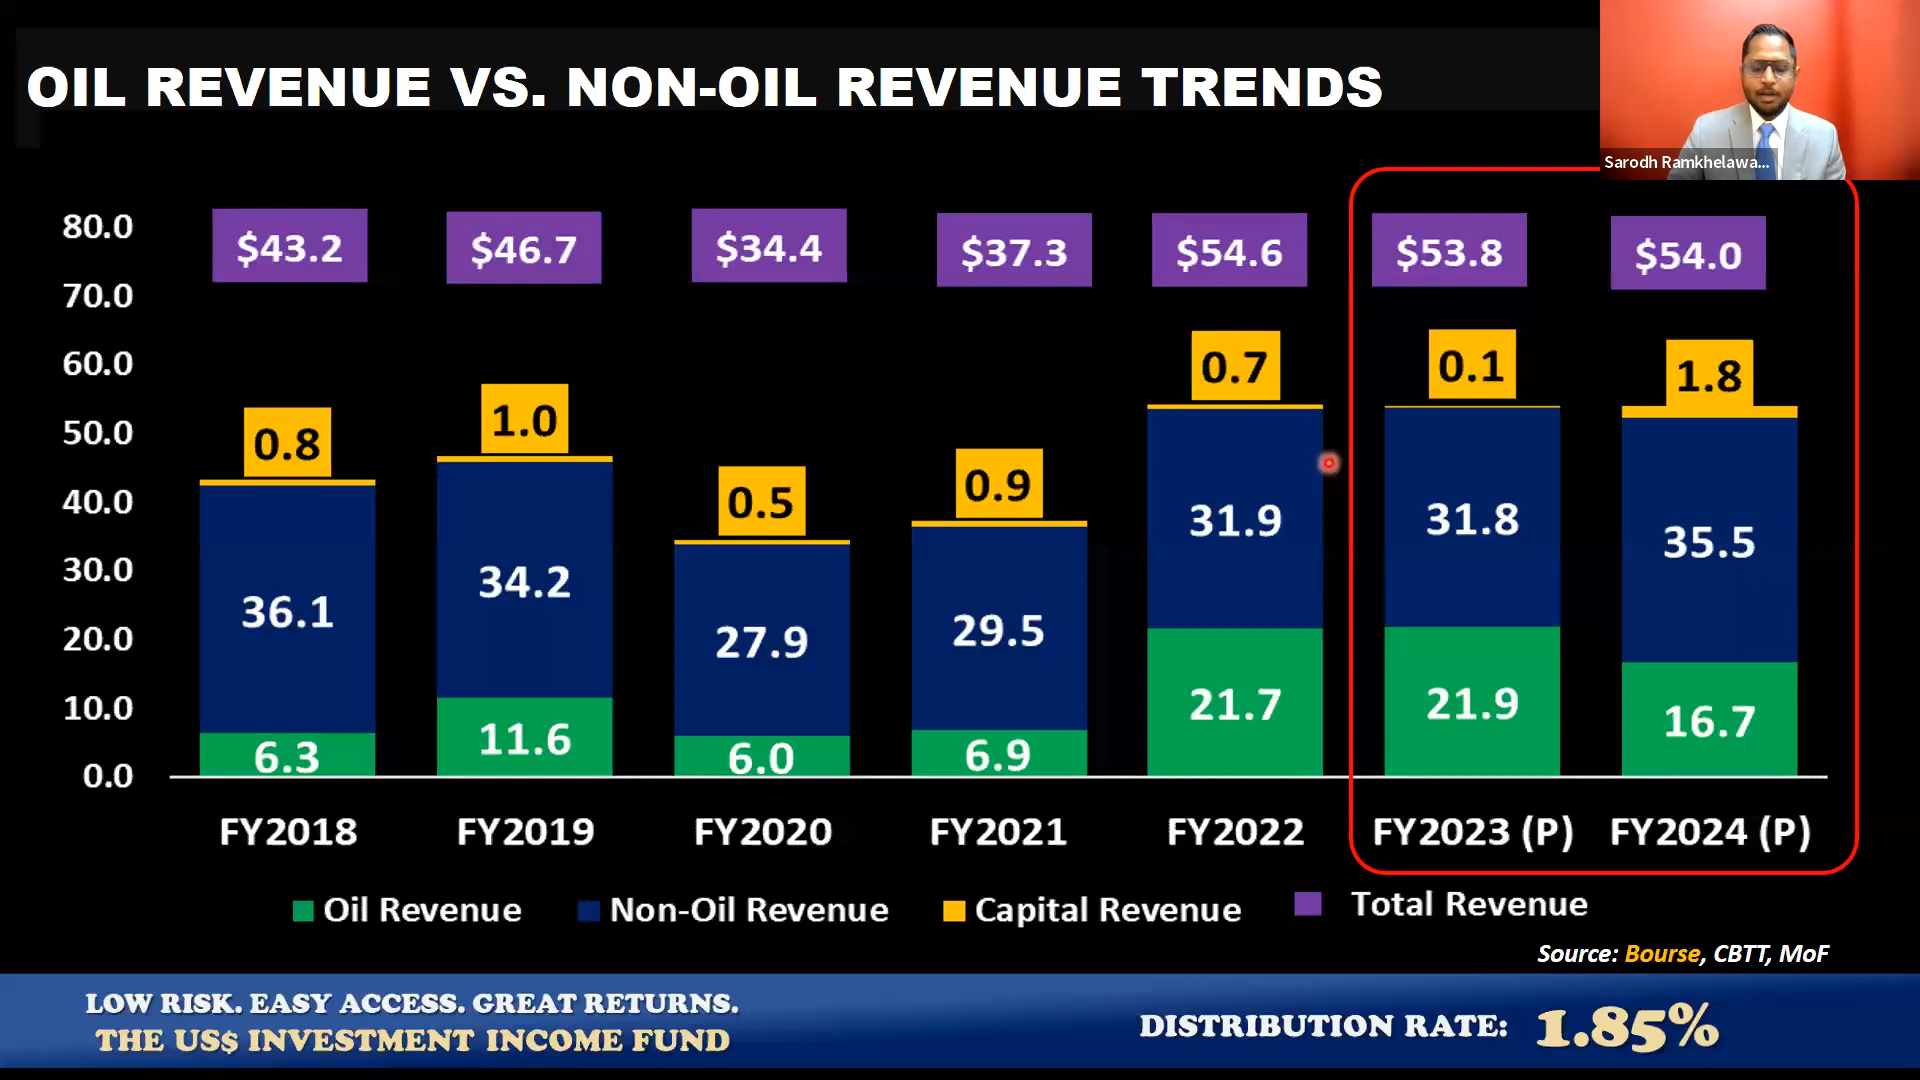 OIL REVENUE VS. NON-OIL REVENUE TRENDS
Sarodh Ramkhelawa...
80.0
70.0
60.0
50.0
40.0
30.0
20.0
10.0
0.0
$43.2 $46.7 $34.4 $37.3 $54.6 $53.8 $54.0
0.8 1.0 0.5 0.9 0.7 0.1 1.8
36.1 34.2 27.9 29.5 31.9 31.8 35.5
6.3 11.6 6.0 6.9 21.7 21.9 16.7
FY2018 FY2019 FY2020 FY2021 FY2022 FY2023 (P) FY2024 (P)
Oil Revenue Non-Oil Revenue Capital Revenue Total Revenue
Source: Bourse, CBTT, MoF
LOW RISK. EASY ACCESS. GREAT RETURNS.
THE US$ INVESTMENT INCOME FUND
DISTRIBUTION RATE: 1.85%